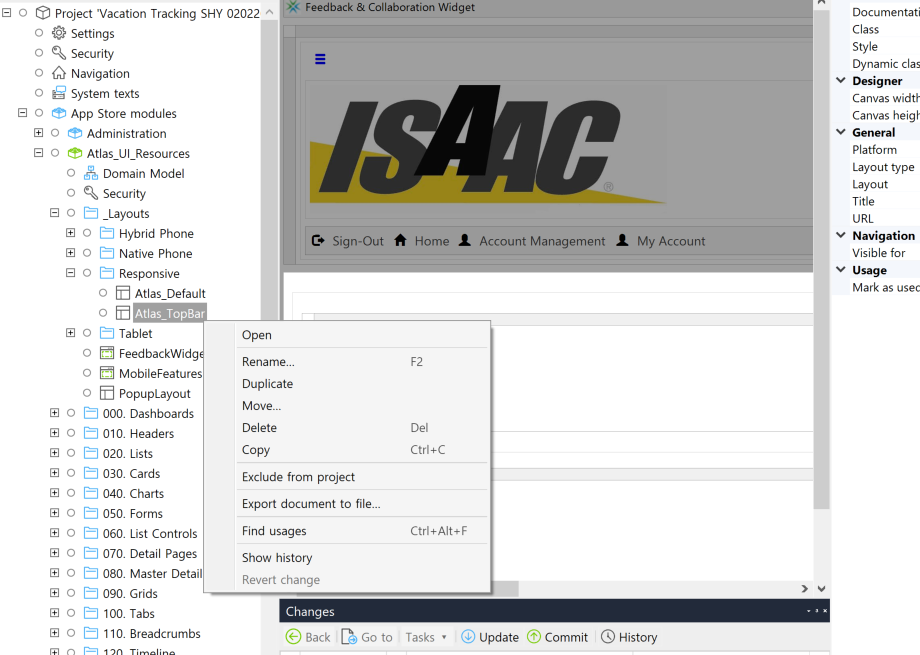 Project 'Vacation Tracking SHY 02022
Settings
Security
Navigation
System texts
App Store modules
Administration
Atlas_UI_Resources
Domain Model
Security
_Layouts
Hybrid Phone
Native Phone
Responsive
Atlas_Default
Atlas_TopBar
Tablet
FeedbackWidge
MobileFeatures
PopupLayout
000. Dashboards
010. Headers
020. Lists
030. Cards
040. Charts
050. Forms
060. List Controls
070. Detail Pages
080. Master Detail
090. Grids
100. Tabs
110. Breadcrumbs
120. Timeline
Feedback & Collaboration Widget
ISAAC ®
Sign-Out Home Account Management My Account
Open
Rename... F2
Duplicate
Move...
Delete Del
Copy Ctrl+C
Exclude from project
Export document to file...
Find usages Ctrl+Alt+F
Show history
Revert change
Changes
Back Go to Tasks Update Commit History
Documentati
Class
Style
Dynamic clas
Designer
Canvas width
Canvas heigh
General
Platform
Layout type
Layout
Title
URL
Navigation
Visible for
Usage
Mark as used